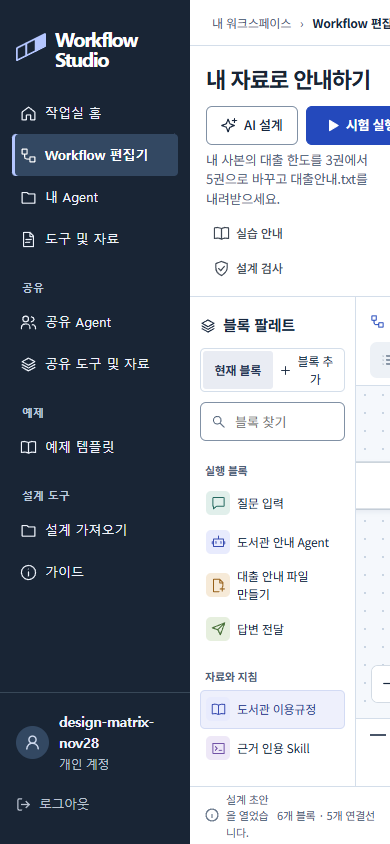 Workflow
Studio
작업실 홈
Workflow 편집기
내 Agent
도구 및 자료
공유
공유 Agent
공유 도구 및 자료
예제
예제 템플릿
설계 도구
설계 가져오기
가이드
design-matrix-
nov28
개인 계정
로그아웃
내 워크스페이스 › Workflow 편집
내 자료로 안내하기
AI 설계
시험 실행
내 사본의 대출 한도를 3권에서
5권으로 바꾸고 대출안내.txt를
내려받으세요.
실습 안내
설계 검사
블록 팔레트
현재 블록
+ 블록 추
가
블록 찾기
실행 블록
질문 입력
도서관 안내 Agent
대출 안내 파일
만들기
답변 전달
자료와 지침
도서관 이용규정
근거 인용 Skill
설계 초안
을 열었습
니다.
6개 블록 · 5개 연결선